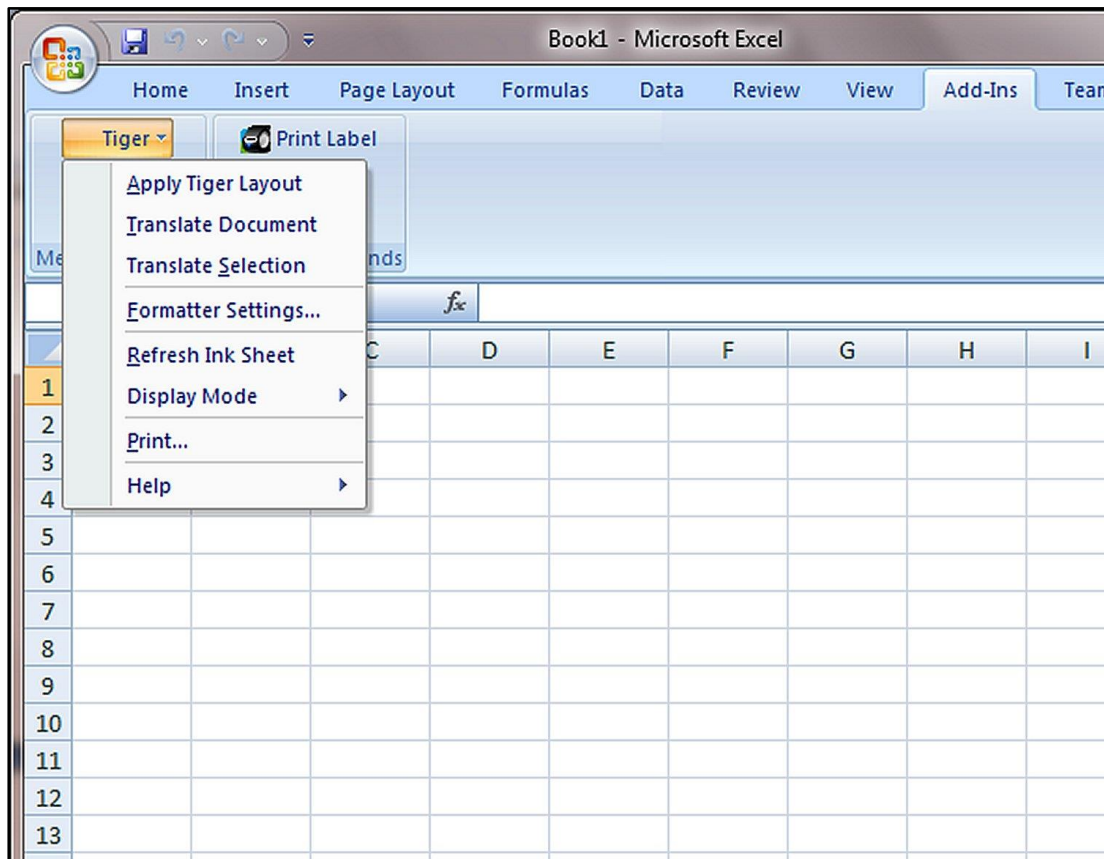 Book1 - Microsoft Excel
Home Insert Page Layout Formulas Data Review View Add-Ins Tear
Tiger Print Label
Apply Tiger Layout
Translate Document
Translate Selection
Me nds
Formatter Settings...
fx
Refresh Ink Sheet
C D E F G H I
Display Mode
Print...
Help
1
2
3
4
5
6
7
8
9
10
11
12
13